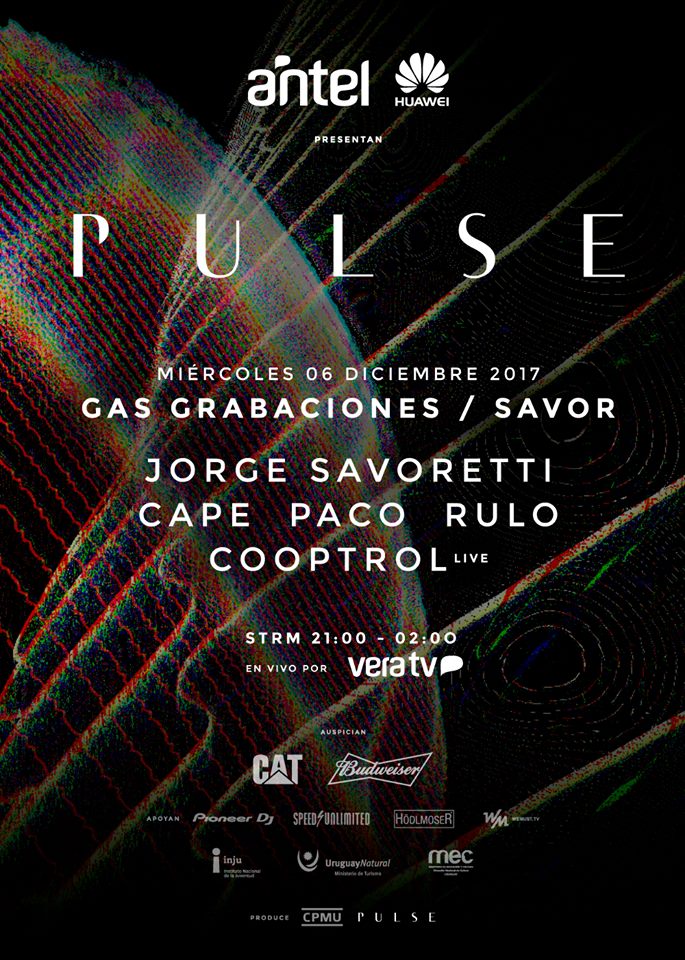 antel HUAWEI
PRESENTAN
PULSE
MIÉRCOLES 06 DICIEMBRE 2017
GAS GRABACIONES / SAVOR
JORGE SAVORETTI
CAPE PACO RULO
COOPTROL LIVE
STRM 21:00 - 02:00
EN VIVO POR veratv
AUSPICIAN
CAT Budweiser
APOYAN Pioneer Dj SPEED UNLIMITED HÖDLMOSER WM WEMUST.TV
inju Instituto Nacional de la Juventud UruguayNatural Ministerio de Turismo mec
PRODUCE CPMU PULSE